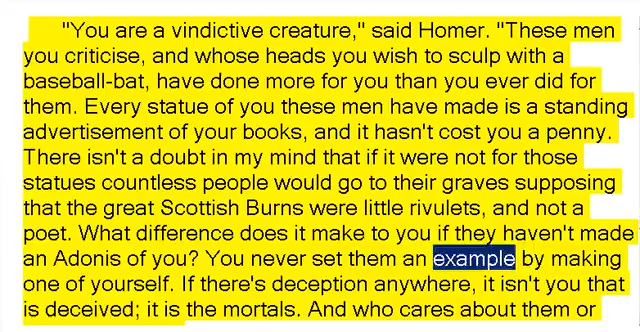 "You are a vindictive creature," said Homer. "These men
you criticise, and whose heads you wish to sculp with a
baseball-bat, have done more for you than you ever did for
them. Every statue of you these men have made is a standing
advertisement of your books, and it hasn't cost you a penny.
There isn't a doubt in my mind that if it were not for those
statues countless people would go to their graves supposing
that the great Scottish Burns were little rivulets, and not a
poet. What difference does it make to you if they haven't made
an Adonis of you? You never set them an example by making
one of yourself. If there's deception anywhere, it isn't you that
is deceived; it is the mortals. And who cares about them or